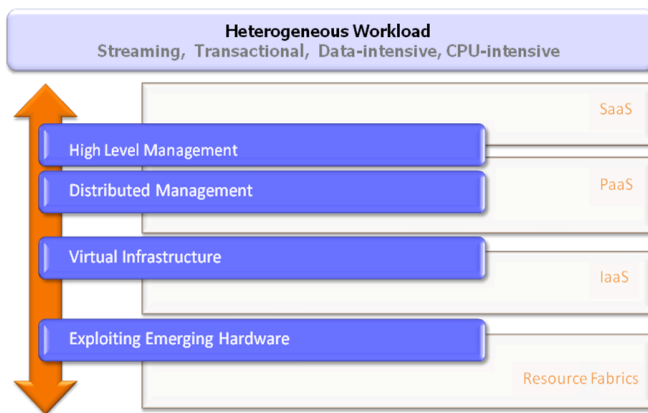 Heterogeneous Workload
Streaming, Transactional, Data-intensive, CPU-intensive
SaaS
High Level Management
PaaS
Distributed Management
Virtual Infrastructure
IaaS
Exploiting Emerging Hardware
Resource Fabrics